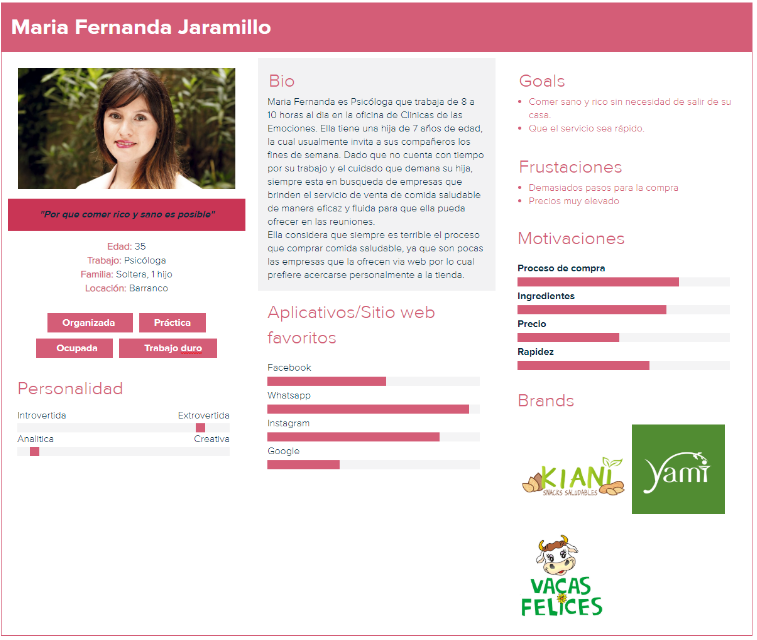 Maria Fernanda Jaramillo
"Por que comer rico y sano es posible"
Edad: 35
Trabajo: Psicóloga
Familia: Soltera, 1 hijo
Locación: Barranco
Organizada
Práctica
Ocupada
Trabajo duro
Personalidad
Introvertida
Extrovertida
Analítica
Creativa
Bio
Maria Fernanda es Psicóloga que trabaja de 8 a
10 horas al dia en la oficina de Clinicas de las
Emociones. Ella tiene una hija de 7 años de edad,
la cual usualmente invita a sus compañeros los
fines de semana. Dado que no cuenta con tiempo
por su trabajo y el cuidado que demana su hija,
siempre esta en busqueda de empresas que
brinden el servicio de venta de comida saludable
de manera eficaz y fluida para que ella pueda
ofrecer en las reuniones.
Ella considera que siempre es terrible el proceso
que comprar comida saludable, ya que son pocas
las empresas que la ofrecen via web por lo cual
prefiere acercarse personalmente a la tienda.
Aplicativos/Sitio web
favoritos
Facebook
Whatsapp
Instagram
Google
Goals
Comer sano y rico sin necesidad de salir de su
casa.
Que el servicio sea rápido.
Frustaciones
Demasiados pasos para la compra
Precios muy elevado
Motivaciones
Proceso de compra
Ingredientes
Precio
Rapidez
Brands
KIANI
SNACKS SALUDABLES
yami
VACAS
FELICES